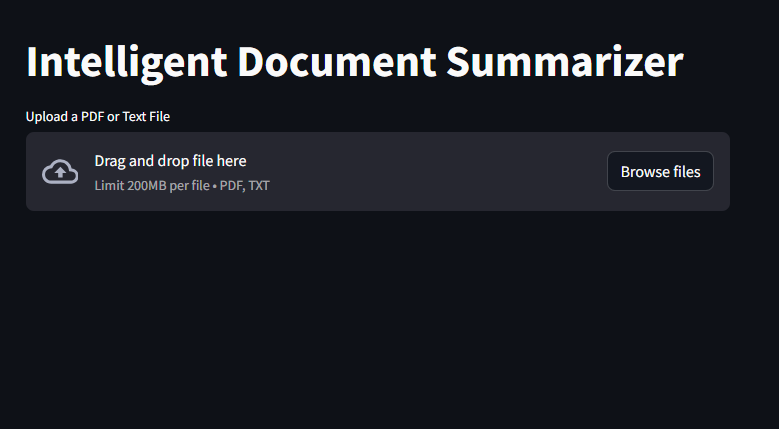 Intelligent Document Summarizer
Upload a PDF or Text File
Drag and drop file here
Limit 200MB per file • PDF, TXT
Browse files